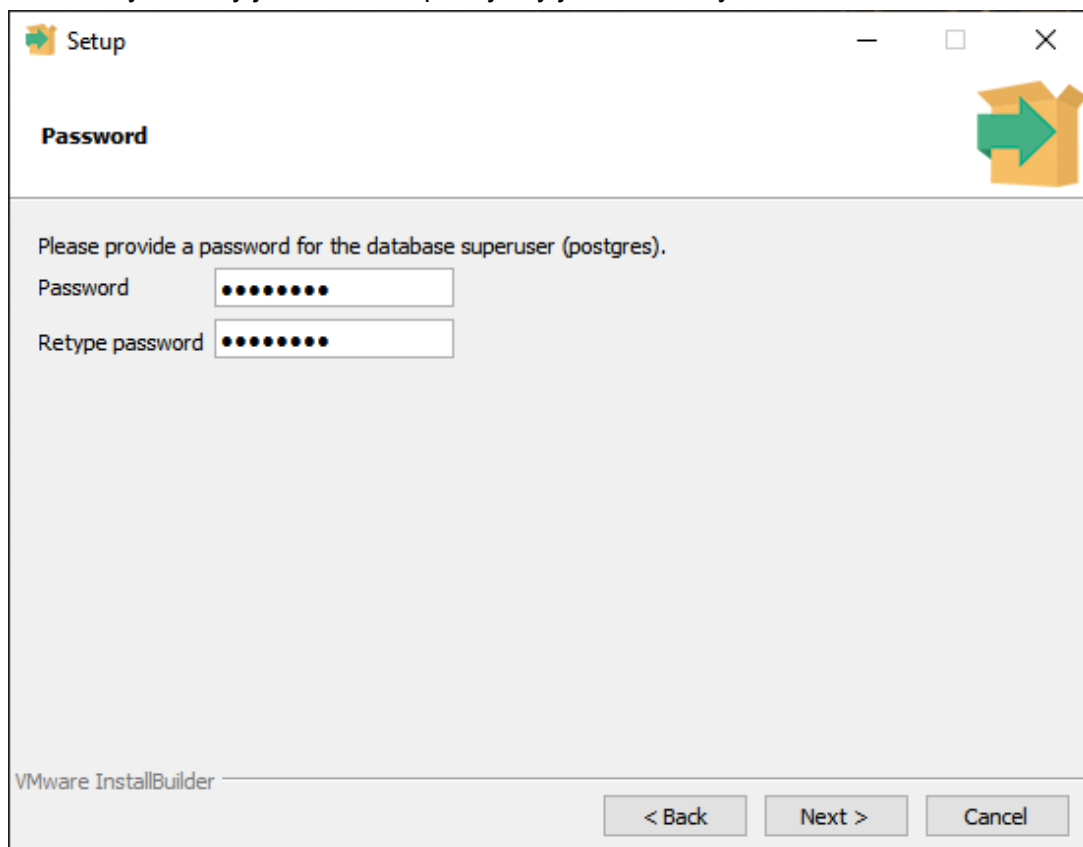 Setup
Password
Please provide a password for the database superuser (postgres).
Password ••••••••
Retype password ••••••••
VMware InstallBuilder
< Back Next > Cancel